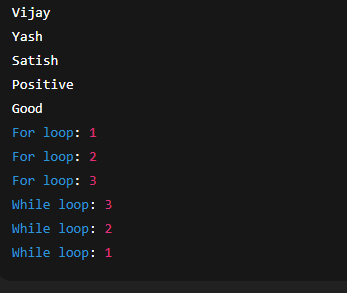 Vijay
Yash
Satish
Positive
Good
For loop: 1
For loop: 2
For loop: 3
While loop: 3
While loop: 2
While loop: 1